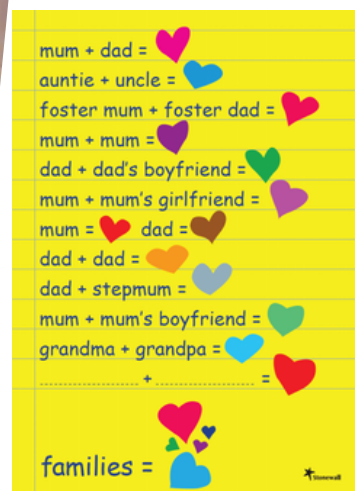 mum + dad =
auntie + uncle =
foster mum + foster dad =
mum + mum =
dad + dad's boyfriend =
mum + mum's girlfriend =
mum = dad =
dad + dad =
dad + stepmum =
mum + mum's boyfriend =
grandma + grandpa =
.................... + .................... =
families =
Stonewall